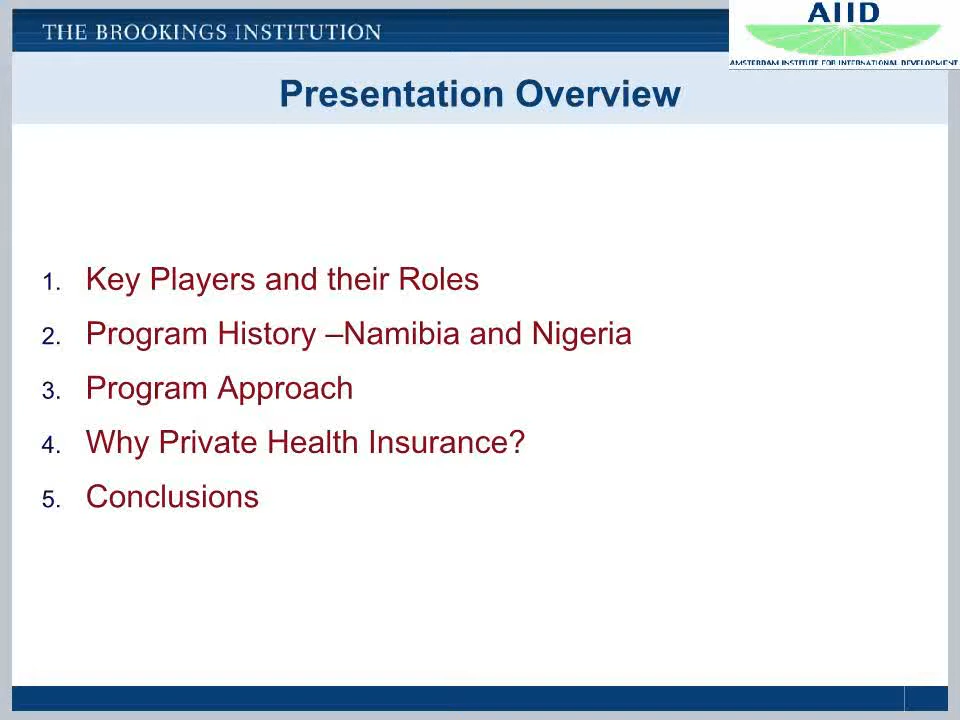 THE BROOKINGS INSTITUTION
AIID
AMSTERDAM INSTITUTE FOR INTERNATIONAL DEVELOPMENT
Presentation Overview
1. Key Players and their Roles
2. Program History –Namibia and Nigeria
3. Program Approach
4. Why Private Health Insurance?
5. Conclusions